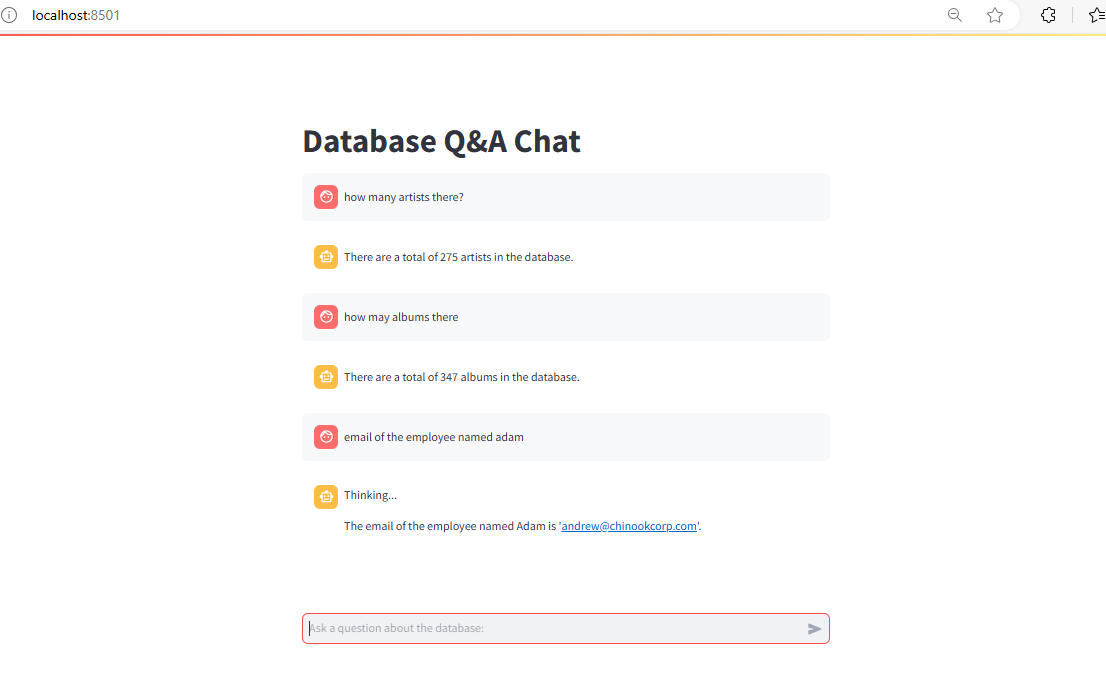 localhost:8501
Database Q&A Chat
how many artists there?
There are a total of 275 artists in the database.
how may albums there
There are a total of 347 albums in the database.
email of the employee named adam
Thinking...
The email of the employee named Adam is 'andrew@chinookcorp.com'.
Ask a question about the database: